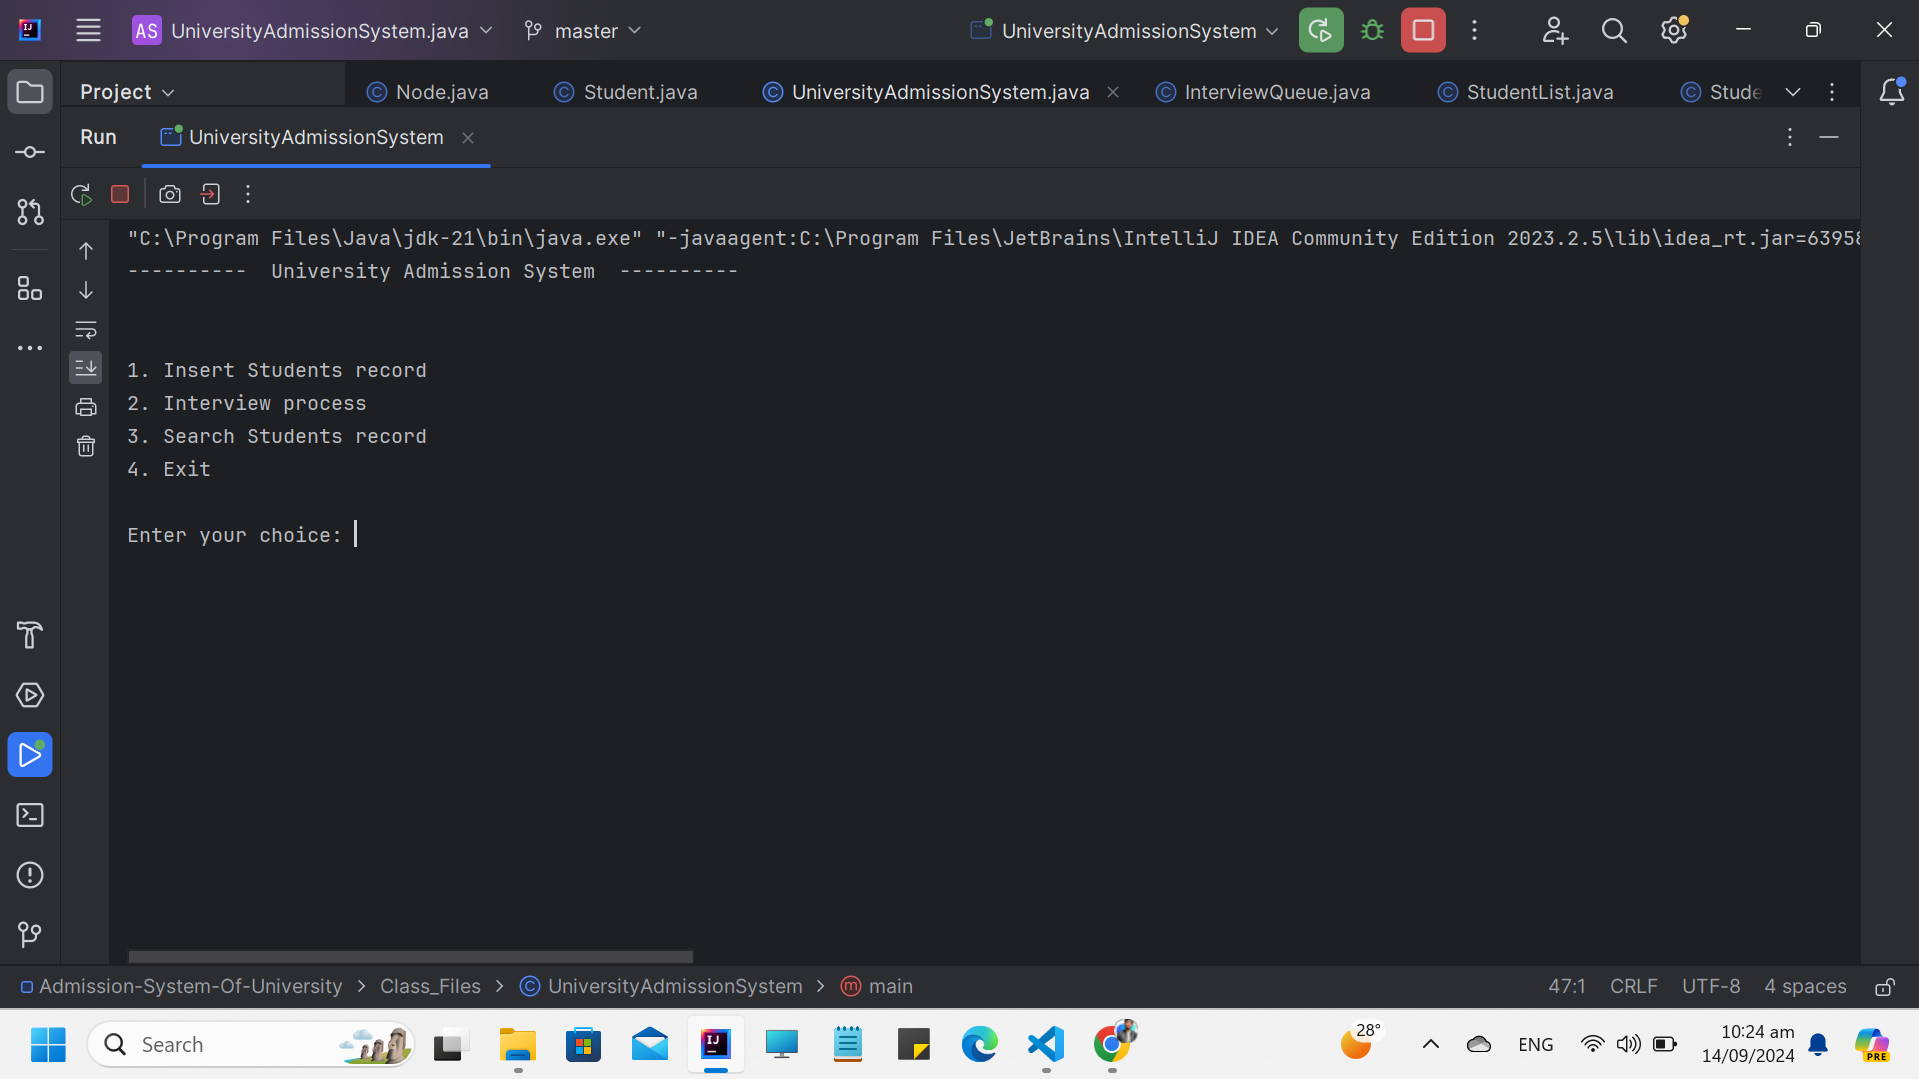 AS UniversityAdmissionSystem.java master UniversityAdmissionSystem
Project Node.java Student.java UniversityAdmissionSystem.java InterviewQueue.java StudentList.java Stude
Run UniversityAdmissionSystem
"C:\Program Files\Java\jdk-21\bin\java.exe" "-javaagent:C:\Program Files\JetBrains\IntelliJ IDEA Community Edition 2023.2.5\lib\idea_rt.jar=63958
---------- University Admission System ----------
1. Insert Students record
2. Interview process
3. Search Students record
4. Exit
Enter your choice:
Admission-System-Of-University > Class_Files > UniversityAdmissionSystem > main 47:1 CRLF UTF-8 4 spaces
Search 28° ENG 10:24 am
14/09/2024
PRE